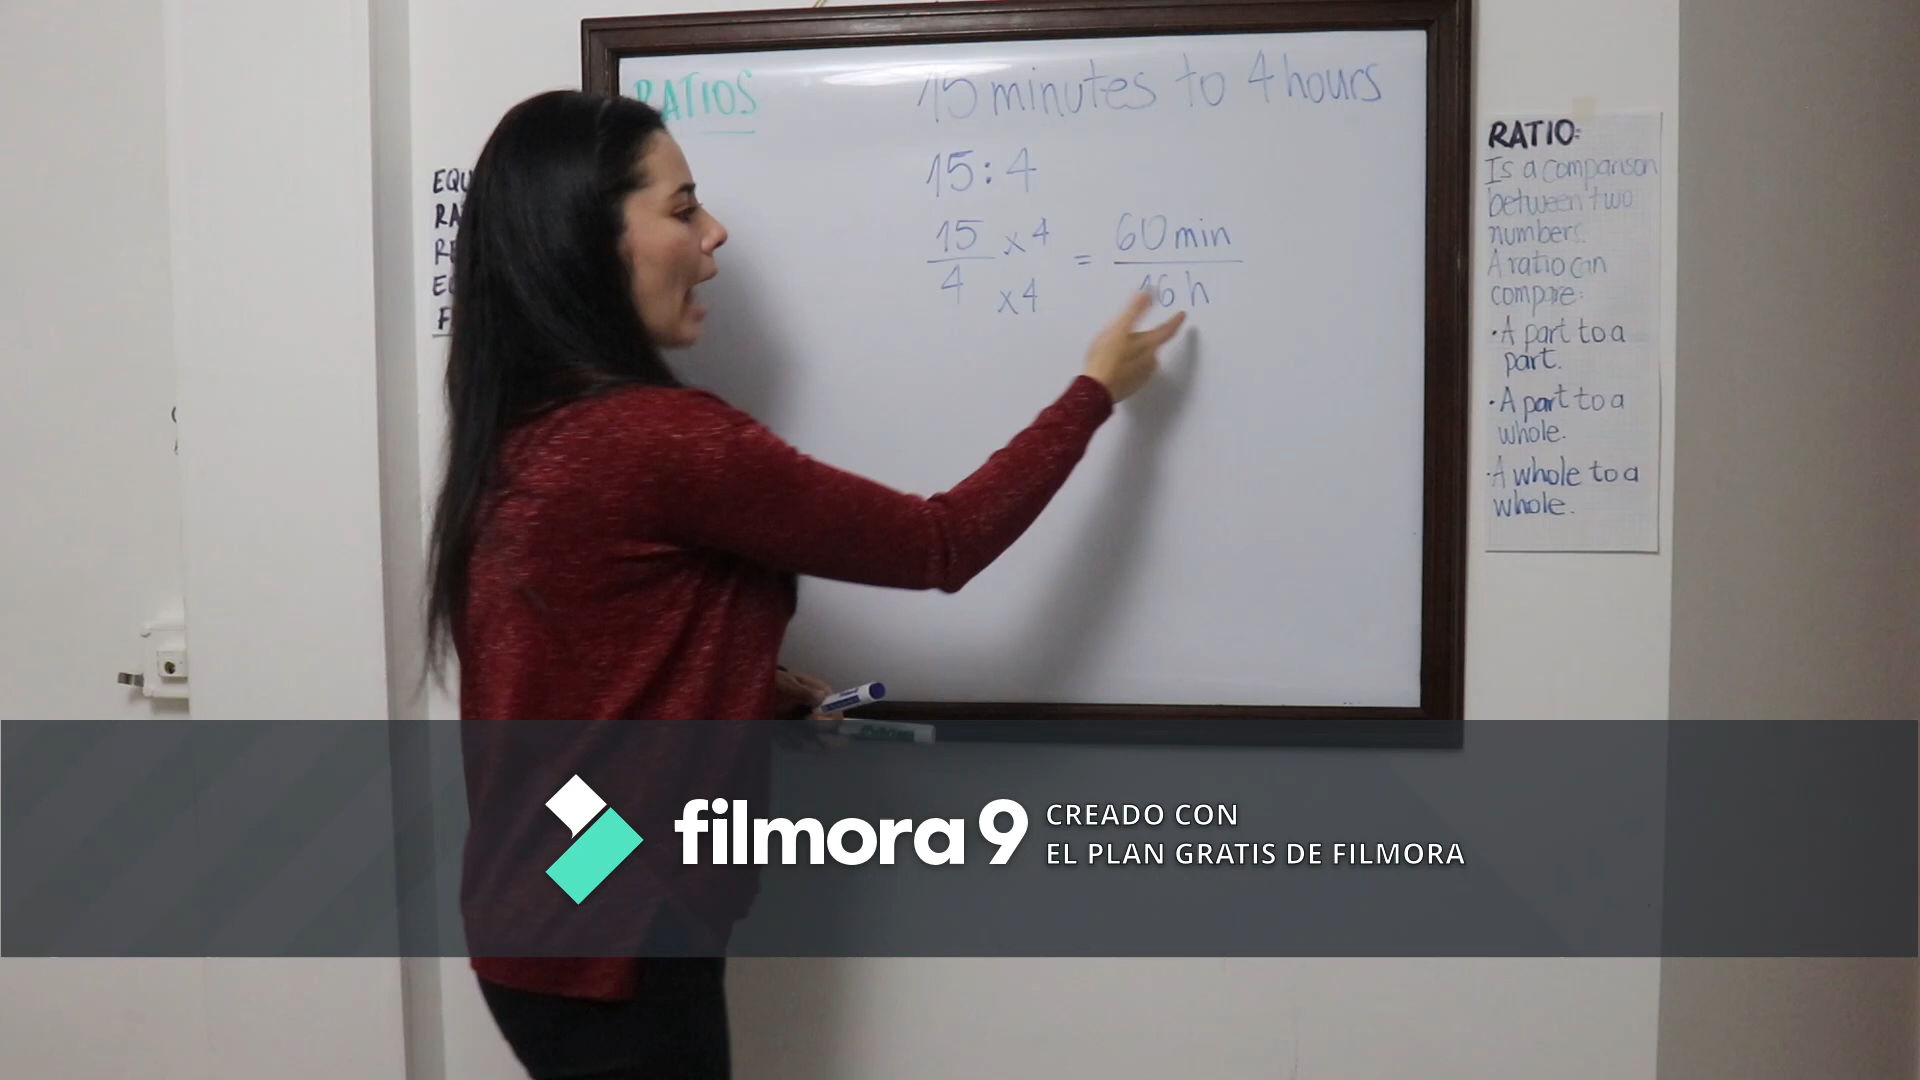 RATIOS
15 minutes to 4 hours
15:4
15 x4 = 60 min
4 x4 16 h
RATIO:
Is a comparison
between two
numbers.
A ratio can
compare:
·A part to a
part.
·A part to a
whole.
·A whole to a
whole.
filmora 9
CREADO CON
EL PLAN GRATIS DE FILMORA